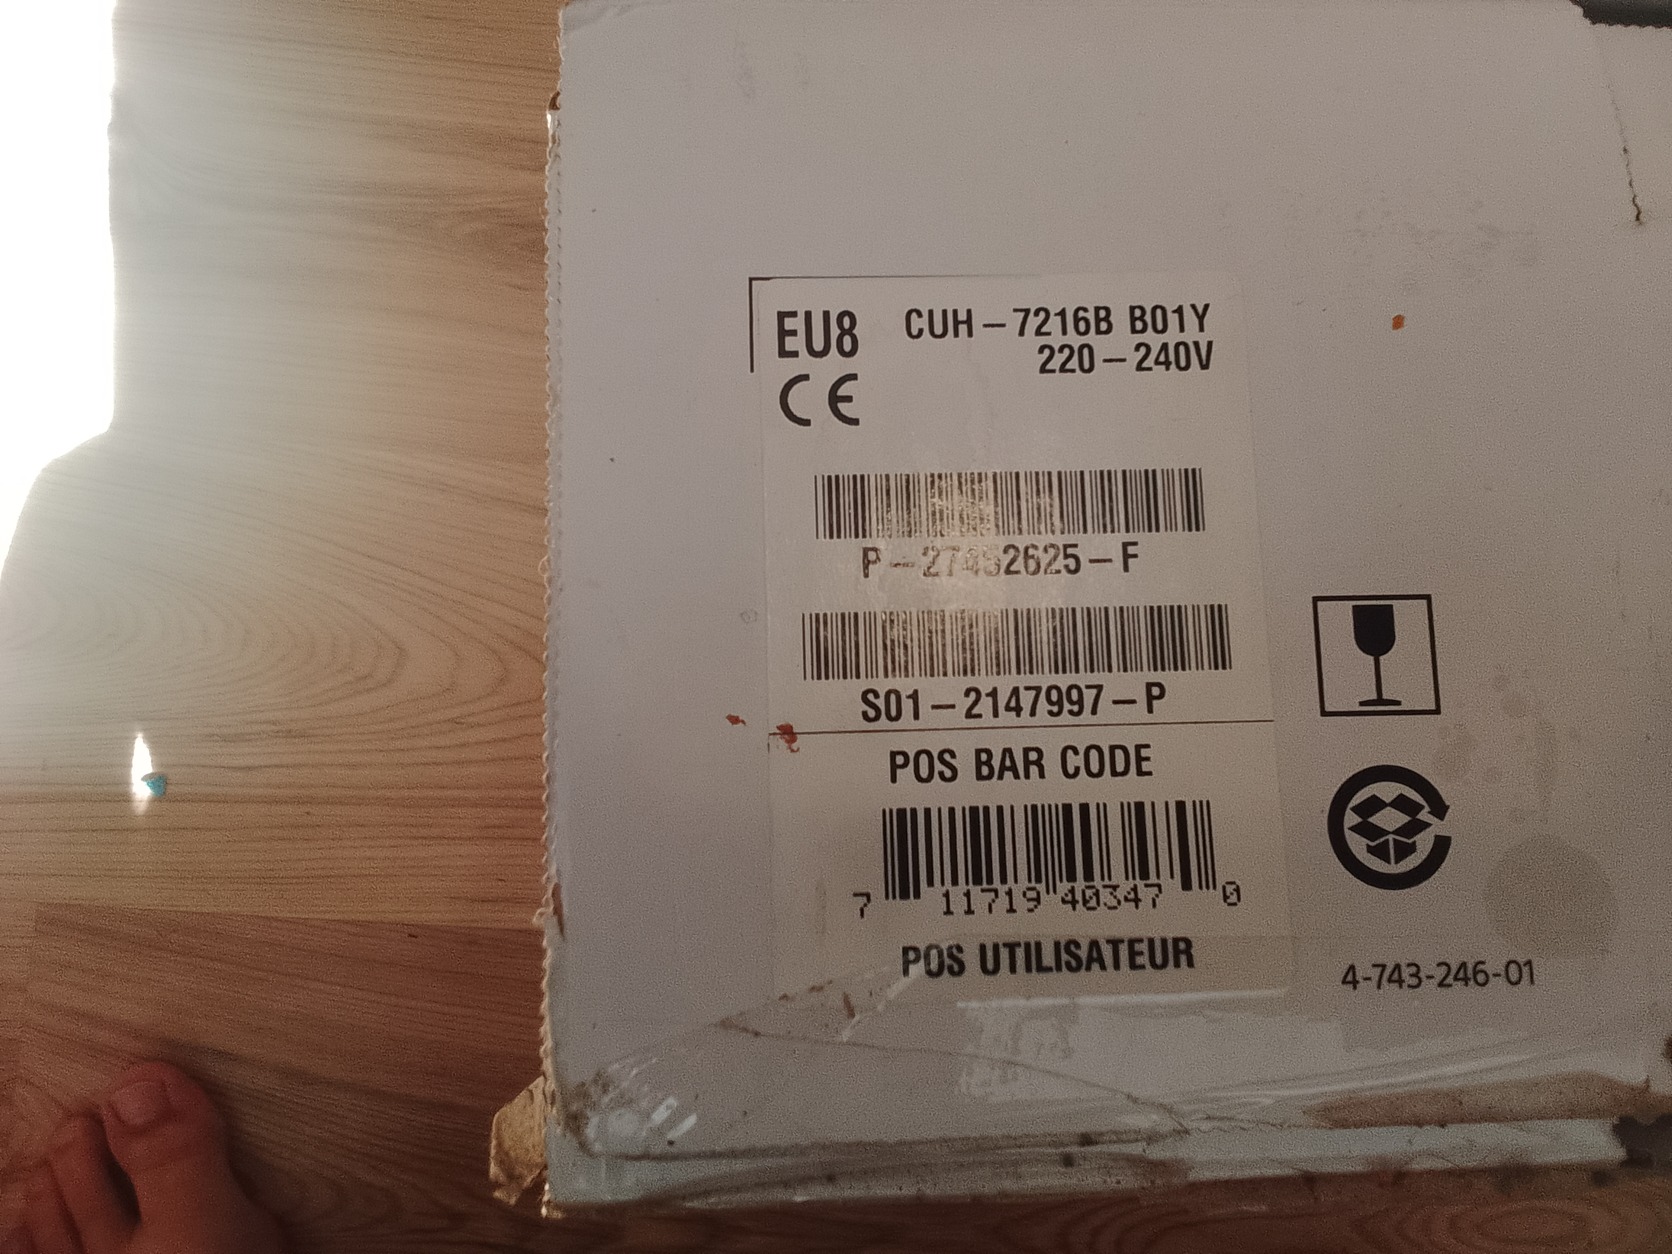 EU8
CUH-7216B B01Y
220-240V
CE
P-27452625-F
S01-2147997-P
POS BAR CODE
7 11719 40347 0
POS UTILISATEUR
4-743-246-01